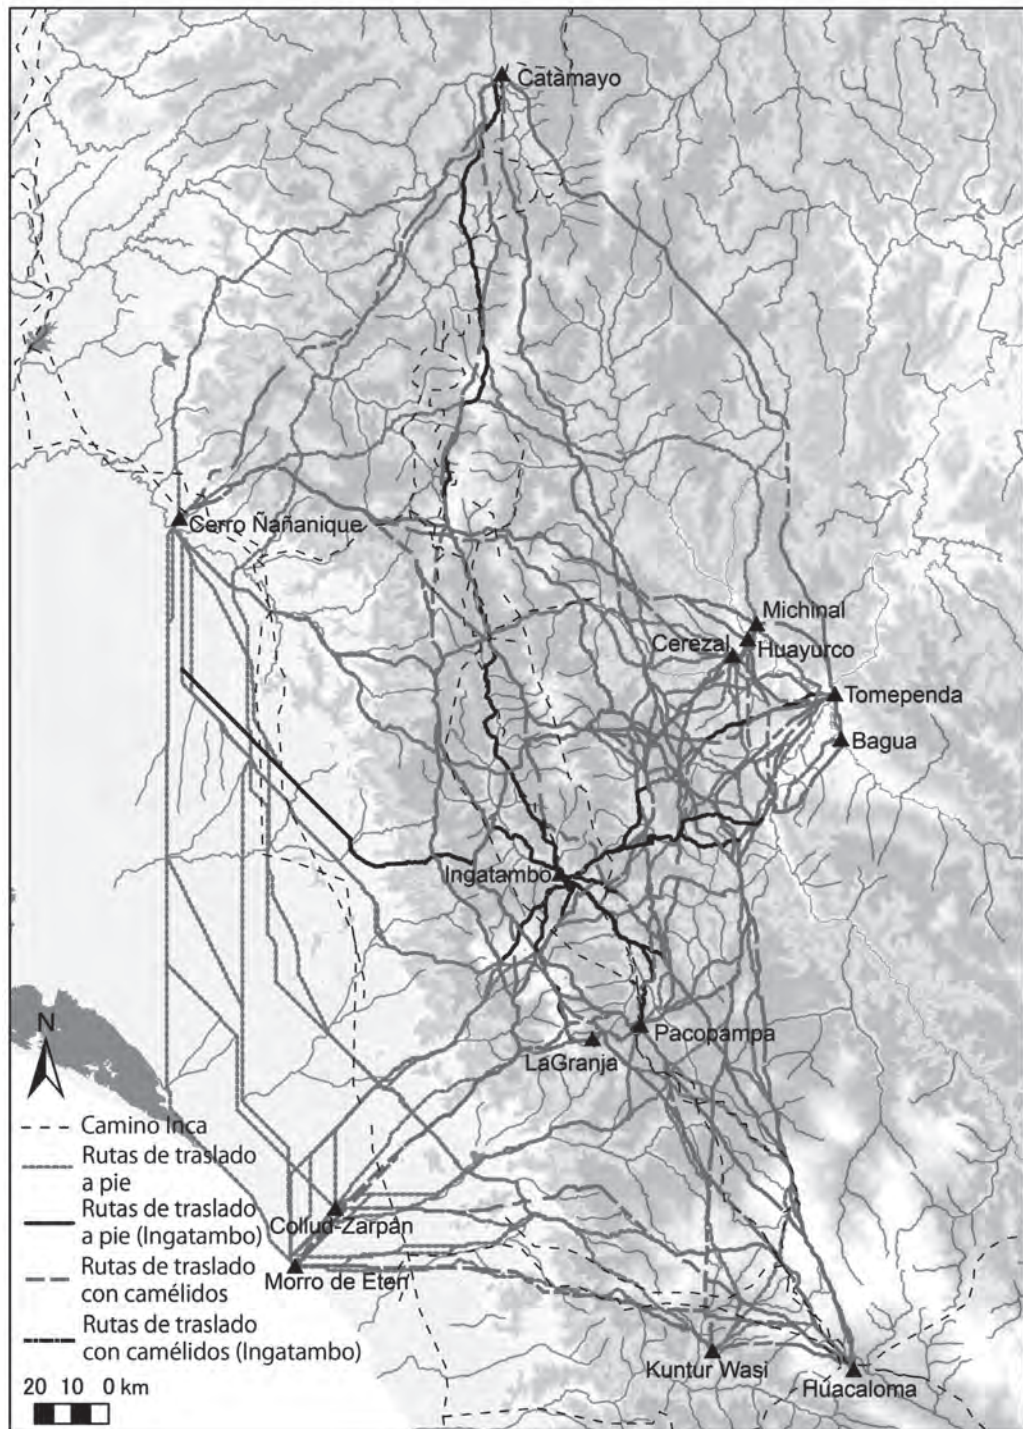 Catamayo
Cerro Ñañanique
Michinal
Cerezal
Huayurco
Tomependa
Bagua
Ingatambo
Pacopampa
LaGranja
N
Camino Inca
Rutas de traslado
a pie
Rutas de traslado
a pie (Ingatambo)
Rutas de traslado
con camélidos
Rutas de traslado
con camélidos (Ingatambo)
Collud-Zarpán
Morro de Eten
Kuntur Wasi
Huacaloma
20 10 0 km